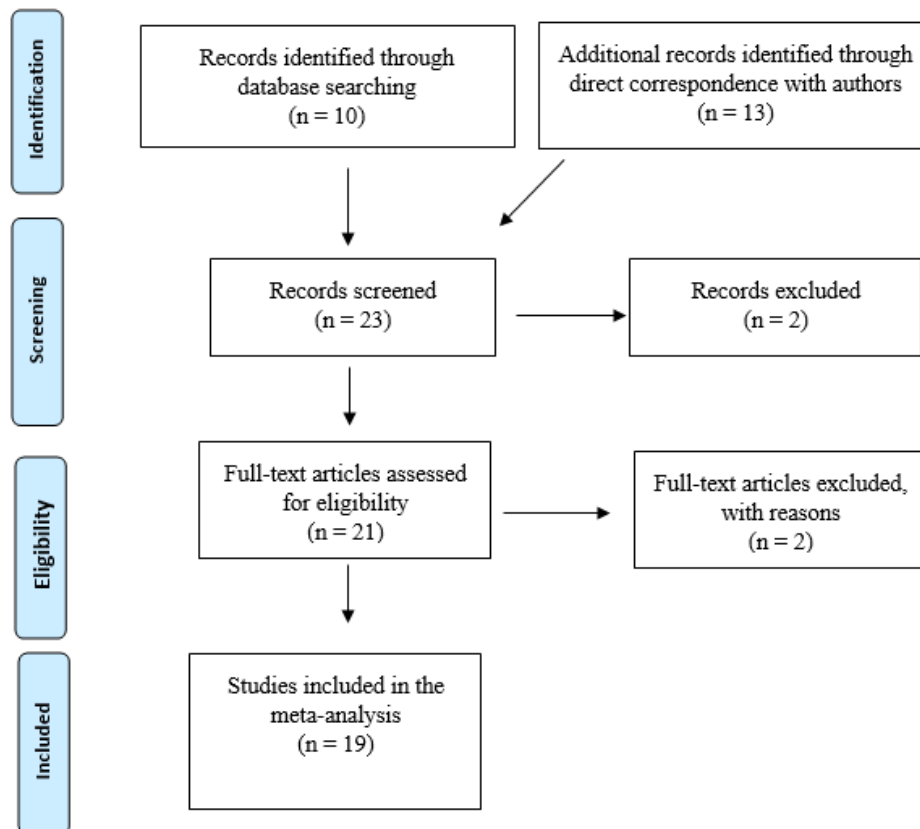 Identification
Records identified through
database searching
(n = 10)
Additional records identified through
direct correspondence with authors
(n = 13)
Screening
Records screened
(n = 23)
Records excluded
(n = 2)
Eligibility
Full-text articles assessed
for eligibility
(n = 21)
Full-text articles excluded,
with reasons
(n = 2)
Included
Studies included in the
meta-analysis
(n = 19)